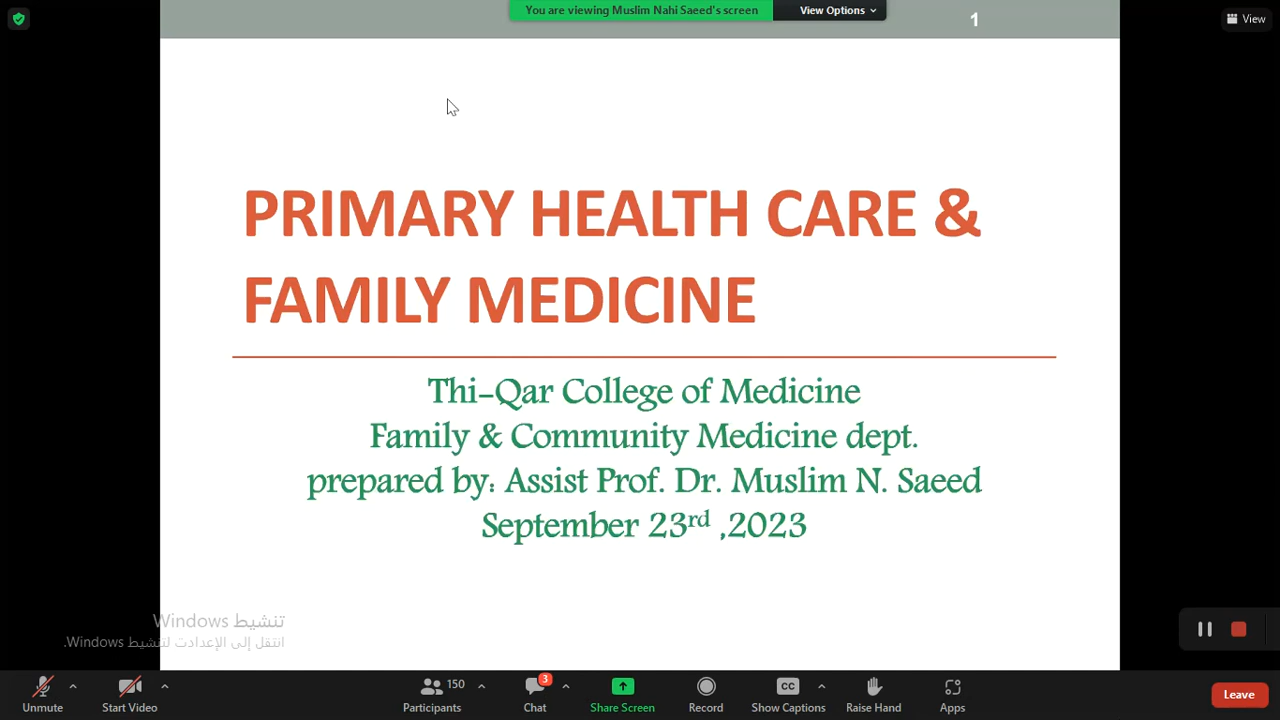 You are viewing Muslim Nahi Saeed's screen
View Options
1
View
PRIMARY HEALTH CARE &
FAMILY MEDICINE
Thi-Qar College of Medicine
Family & Community Medicine dept.
prepared by: Assist Prof. Dr. Muslim N. Saeed
September 23rd ,2023
تنشيط Windows
انتقل إلى الإعدادت لتنشيط Windows.
Unmute
Start Video
150
Participants
3
Chat
Share Screen
Record
CC
Show Captions
Raise Hand
Apps
Leave